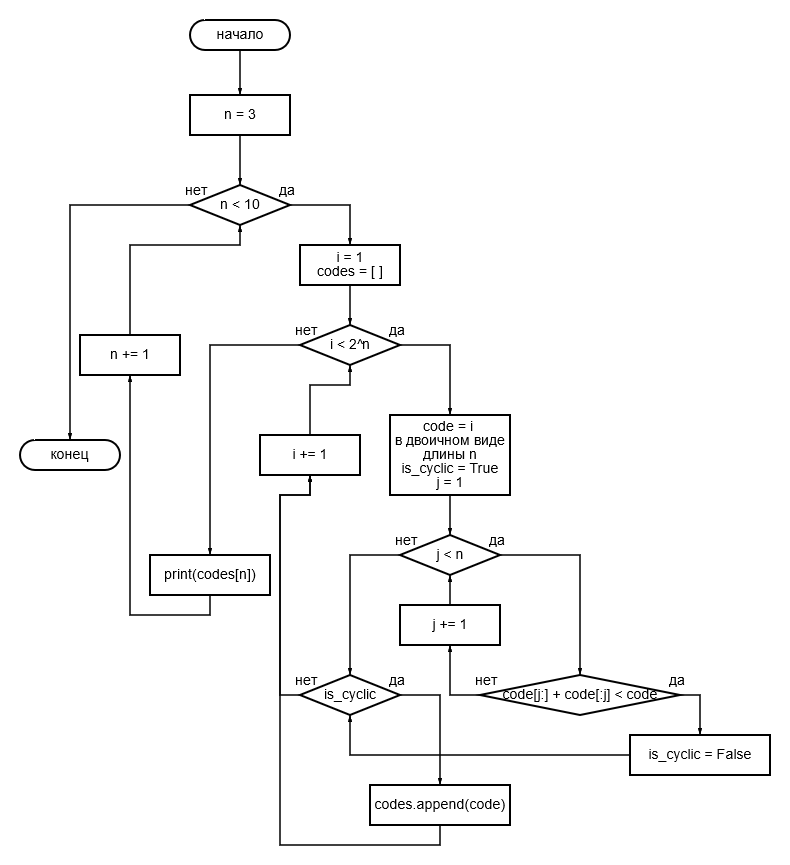 начало
n = 3
нет
да
n < 10
i = 1
codes = [ ]
нет
да
i < 2^n
n += 1
code = i
в двоичном виде
длины n
is_cyclic = True
j = 1
i += 1
конец
нет
да
j < n
print(codes[n])
j += 1
нет
да
is_cyclic
нет
да
code[j:] + code[:j] < code
is_cyclic = False
codes.append(code)